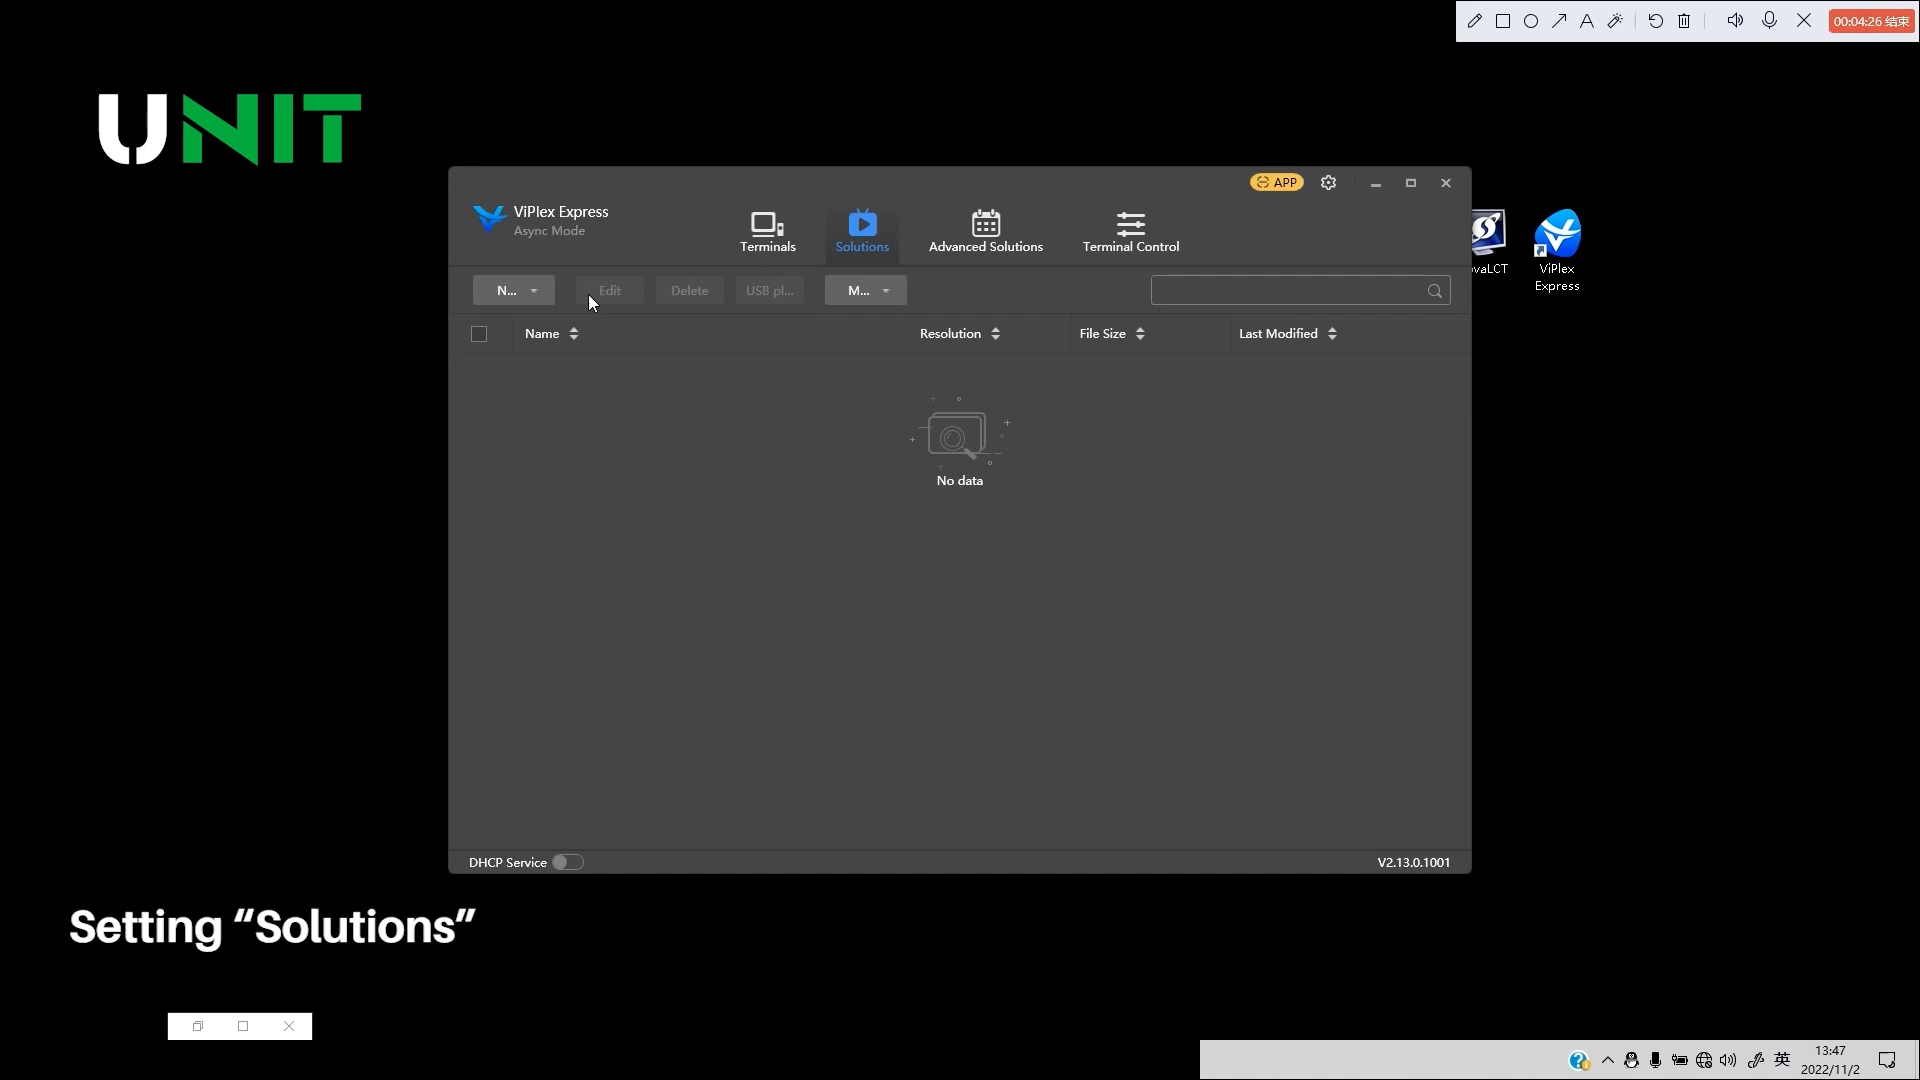 00:04:26 结束
UNIT
APP
ViPlex Express
Async Mode
Terminals
Solutions
Advanced Solutions
Terminal Control
vaLCT
ViPlex
Express
N...
Edit
Delete
USB pl...
M...
Name
Resolution
File Size
Last Modified
No data
DHCP Service
V2.13.0.1001
Setting “Solutions”
英
13:47
2022/11/2